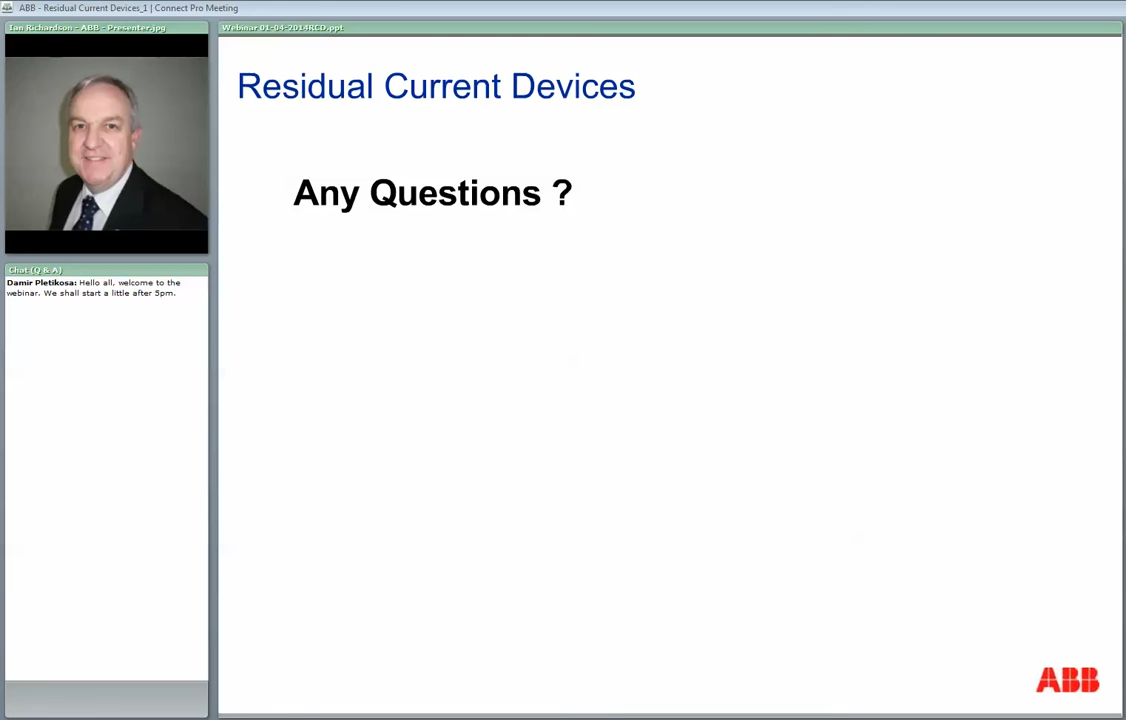 ABB - Residual Current Devices_1 | Connect Pro Meeting
Ian Richardson - ABB - Presenter.jpg
Webinar 01-04-2014RCD.ppt
Residual Current Devices
Any Questions ?
Chat (Q & A)
Damir Pletikosa: Hello all, welcome to the
webinar. We shall start a little after 5pm.
ABB